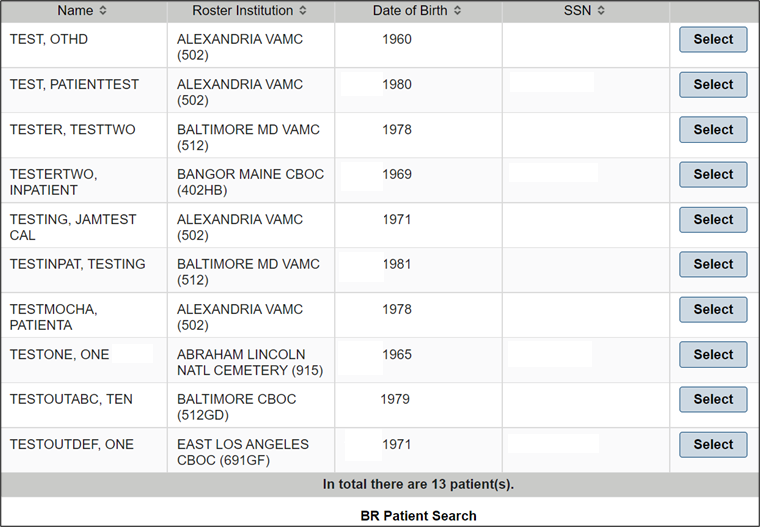 Name Roster Institution Date of Birth SSN
TEST, OTHD ALEXANDRIA VAMC 1960 Select
(502)
TEST, PATIENTTEST ALEXANDRIA VAMC 1980 Select
(502)
TESTER, TESTTWO BALTIMORE MD VAMC 1978 Select
(512)
TESTERTWO, BANGOR MAINE CBOC 1969 Select
INPATIENT (402HB)
TESTING, JAMTEST ALEXANDRIA VAMC 1971 Select
CAL (502)
TESTINPAT, TESTING BALTIMORE MD VAMC 1981 Select
(512)
TESTMOCHA, ALEXANDRIA VAMC 1978 Select
PATIENTA (502)
TESTONE, ONE ABRAHAM LINCOLN 1965 Select
NATL CEMETERY (915)
TESTOUTABC, TEN BALTIMORE CBOC 1979 Select
(512GD)
TESTOUTDEF, ONE EAST LOS ANGELES 1971 Select
CBOC (691GF)
In total there are 13 patient(s).
BR Patient Search